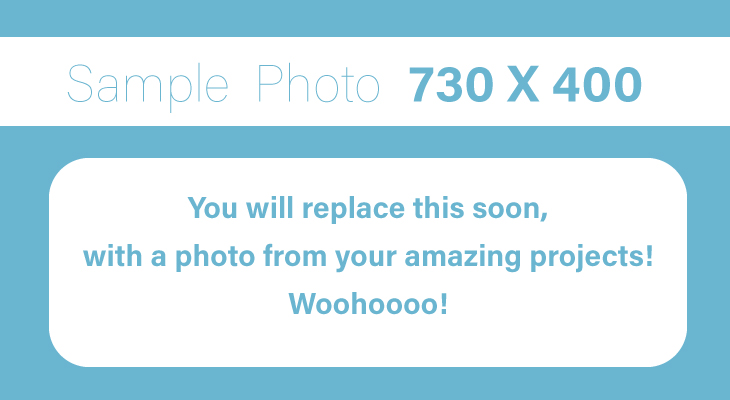 Sample Photo 730 X 400
You will replace this soon,
with a photo from your amazing projects!
Woohoooo!